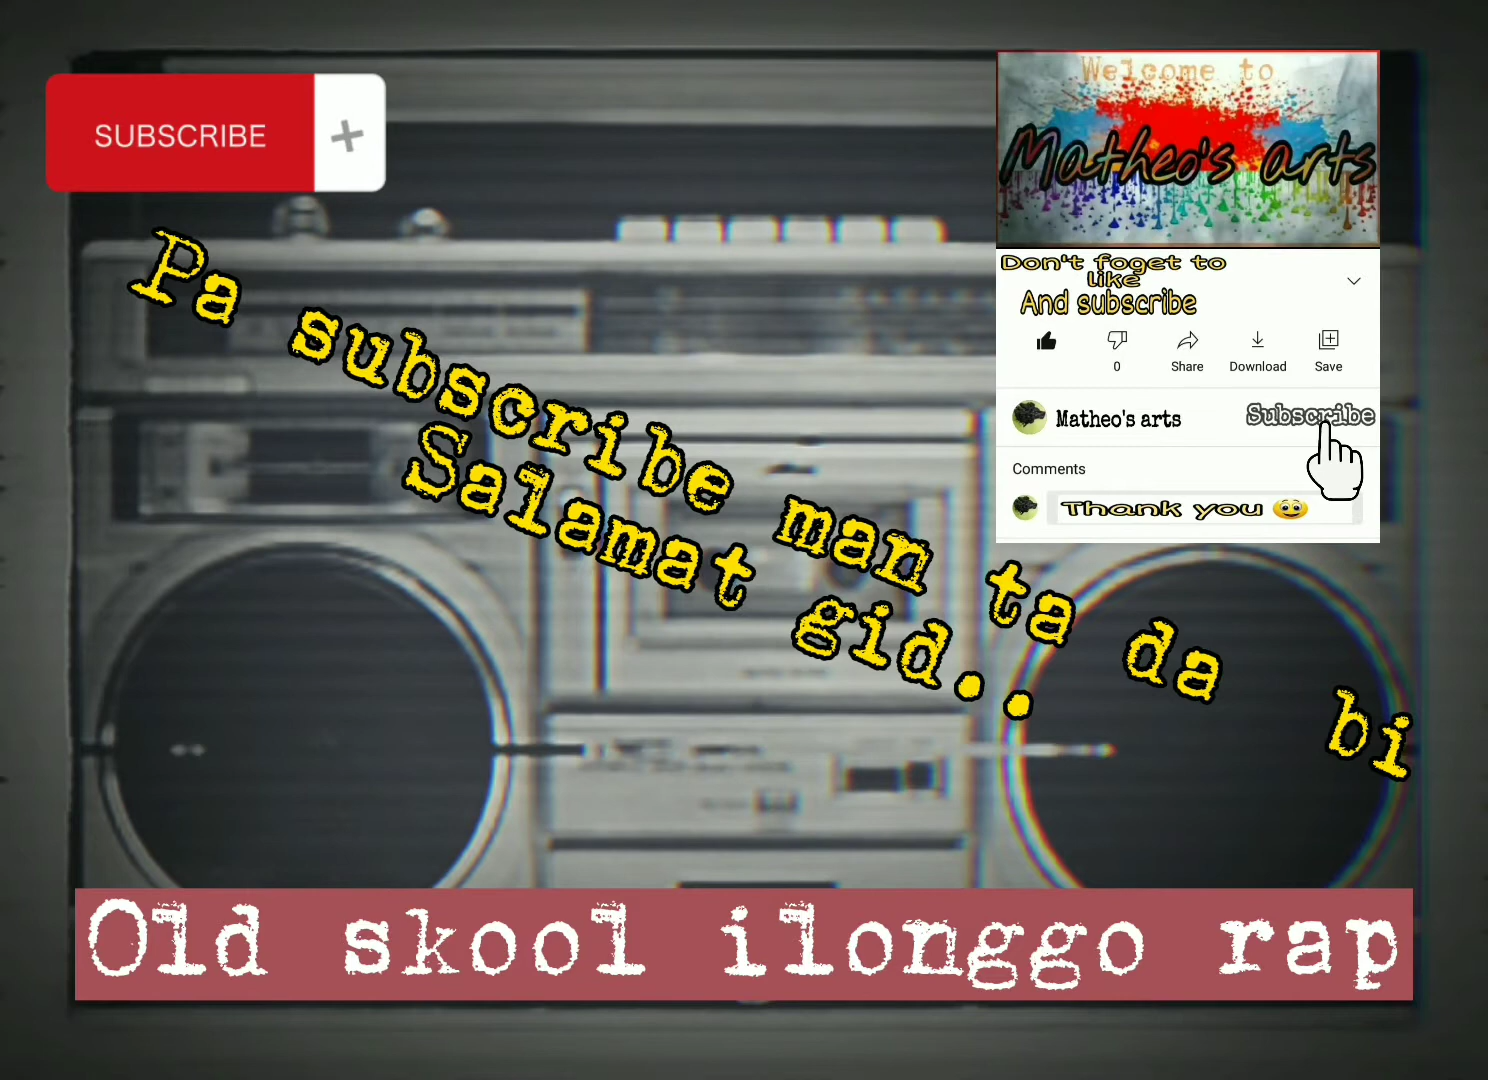 SUBSCRIBE
Welcome to
Matheo's arts
Don't foget to
like
And subscribe
0
Share
Download
Save
Matheo's arts
Subscribe
Comments
Thank you
Pa subscribe man ta da bi
Salamat gid..
Old skool ilonggo rap